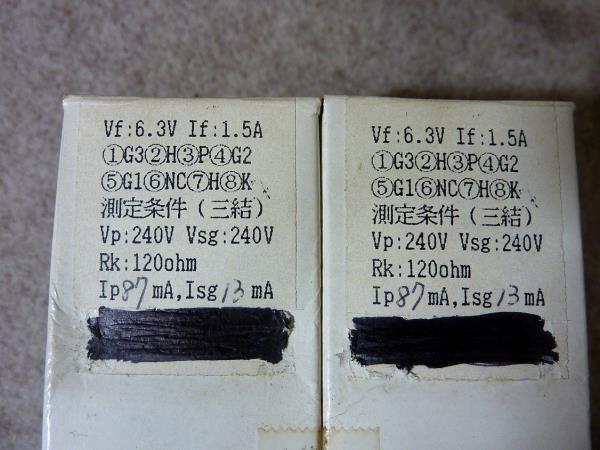 Vf:6.3V If:1.5A
①G3②H③P④G2
⑤G1⑥NC⑦H⑧K
測定条件(三結)
Vp:240V Vsg:240V
Rk:120ohm
Ip87mA,Isg13mA
Vf:6.3V If:1.5A
①G3②H③P④G2
⑤G1⑥NC⑦H⑧K
測定条件(三結)
Vp:240V Vsg:240V
Rk:120ohm
Ip87mA,Isg13mA